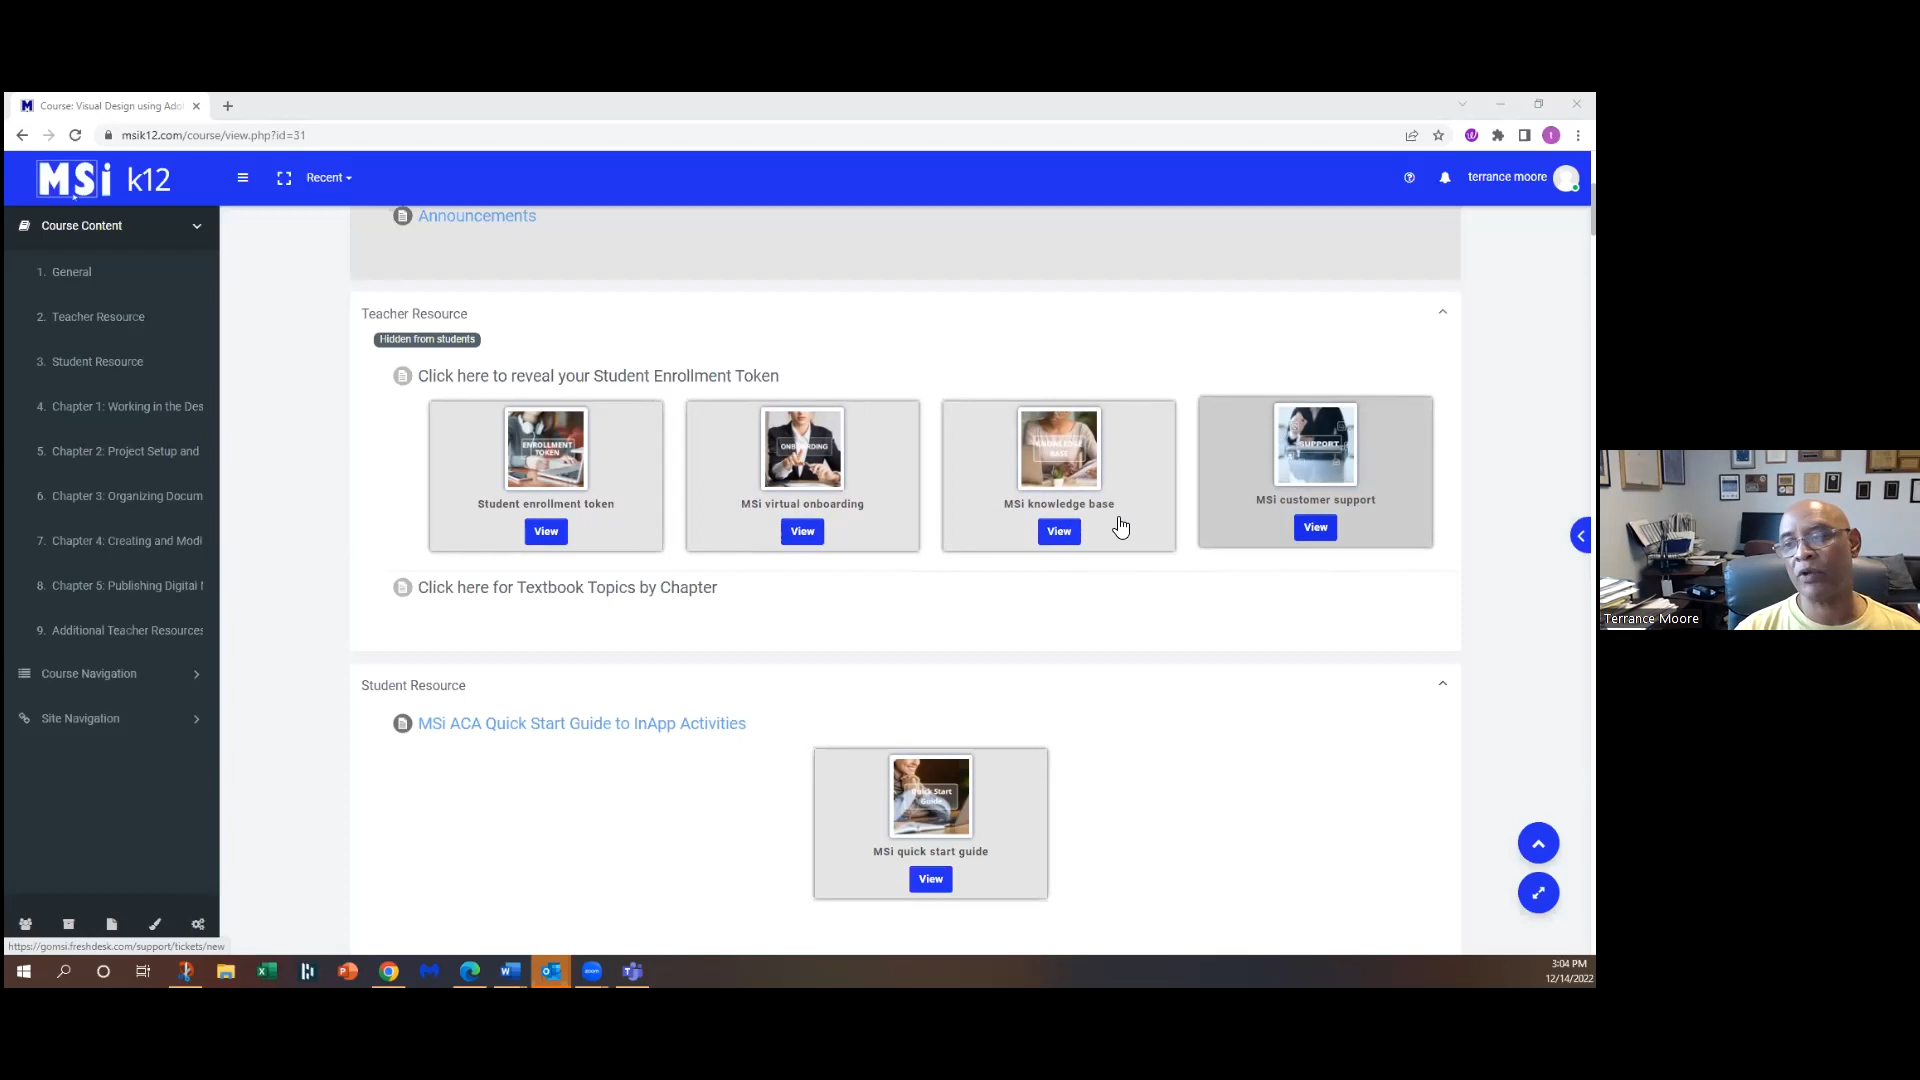 Course: Visual Design using Ado
msik12.com/course/view.php?id=31
MSi k12
Recent
terrance moore
Course Content
1. General
2. Teacher Resource
3. Student Resource
4. Chapter 1: Working in the Des
5. Chapter 2: Project Setup and
6. Chapter 3: Organizing Docum
7. Chapter 4: Creating and Modi
8. Chapter 5: Publishing Digital
9. Additional Teacher Resources
Course Navigation
Site Navigation
https://gomsi.freshdesk.com/support/tickets/new
Announcements
Teacher Resource
Hidden from students
Click here to reveal your Student Enrollment Token
ENROLLMENT
TOKEN
Student enrollment token
View
ONBOARDING
MSi virtual onboarding
View
KNOWLEDGE
BASE
MSi knowledge base
View
SUPPORT
MSi customer support
View
Click here for Textbook Topics by Chapter
Student Resource
MSi ACA Quick Start Guide to InApp Activities
Quick Start
Guide
MSi quick start guide
View
Terrance Moore
3:04 PM
12/14/2022